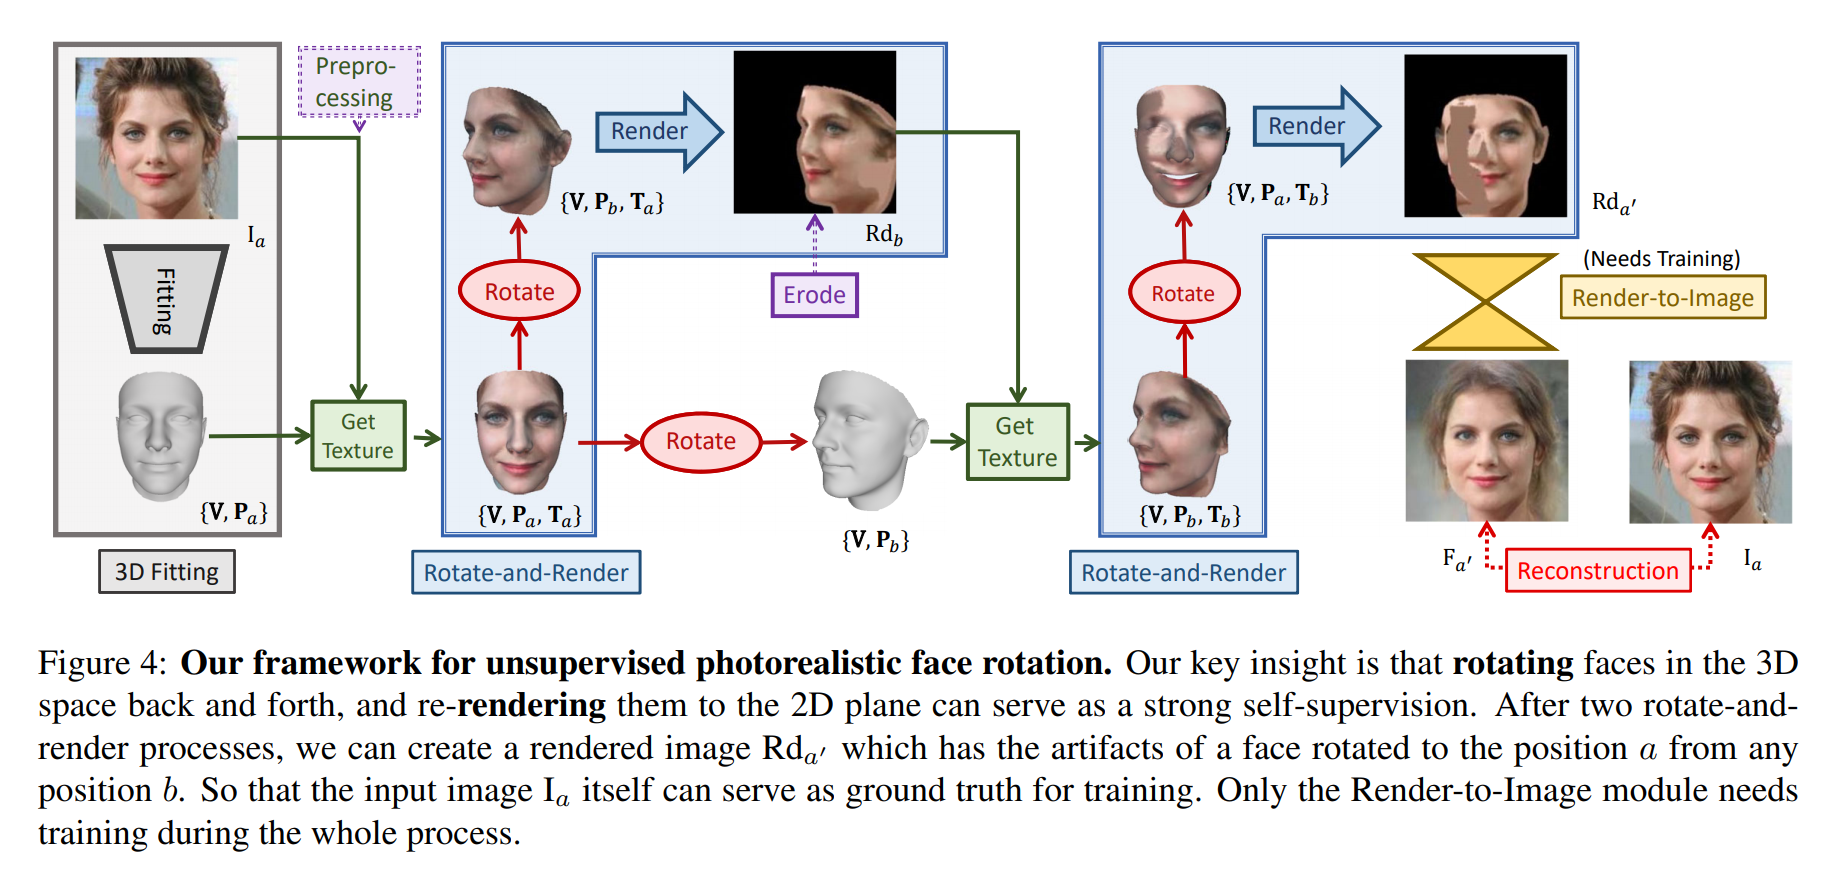 Prepro-
cessing
I_a
Fitting
{V, P_a}
3D Fitting
Get
Texture
Rotate
{V, P_b, T_a}
Render
Rd_b
Erode
{V, P_a, T_a}
Rotate-and-Render
Rotate
{V, P_b}
Get
Texture
Rotate
{V, P_a, T_b}
Render
Rd_a′
{V, P_b, T_b}
Rotate-and-Render
(Needs Training)
Render-to-Image
F_a′
Reconstruction
I_a
Figure 4: Our framework for unsupervised photorealistic face rotation. Our key insight is that rotating faces in the 3D
space back and forth, and re-rendering them to the 2D plane can serve as a strong self-supervision. After two rotate-and-
render processes, we can create a rendered image Rd_a′ which has the artifacts of a face rotated to the position a from any
position b. So that the input image I_a itself can serve as ground truth for training. Only the Render-to-Image module needs
training during the whole process.